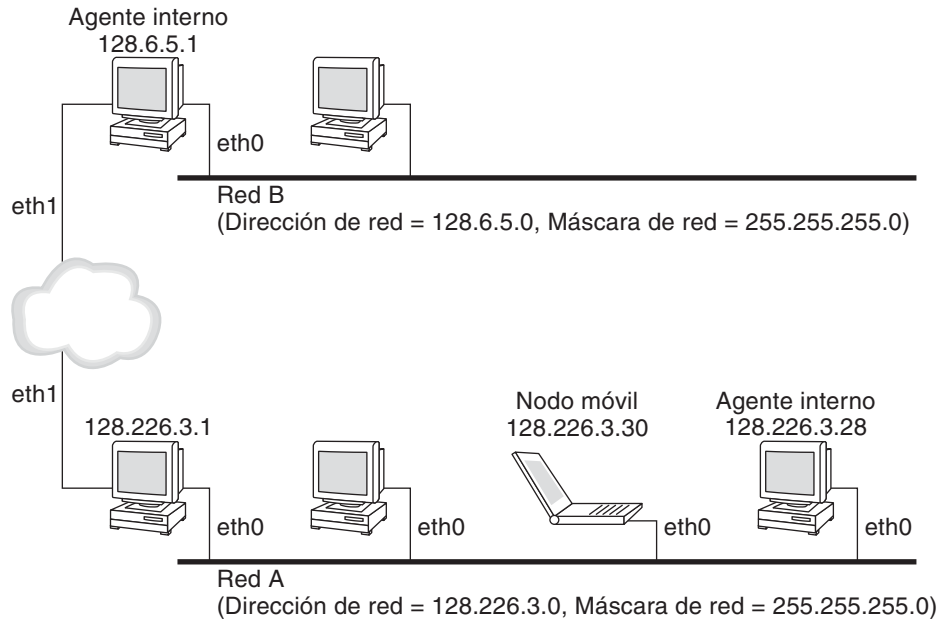 Agente interno
128.6.5.1
eth0
Red B
(Dirección de red = 128.6.5.0, Máscara de red = 255.255.255.0)
eth1
eth1
128.226.3.1
Nodo móvil
128.226.3.30
Agente interno
128.226.3.28
eth0
eth0
eth0
eth0
Red A
(Dirección de red = 128.226.3.0, Máscara de red = 255.255.255.0)